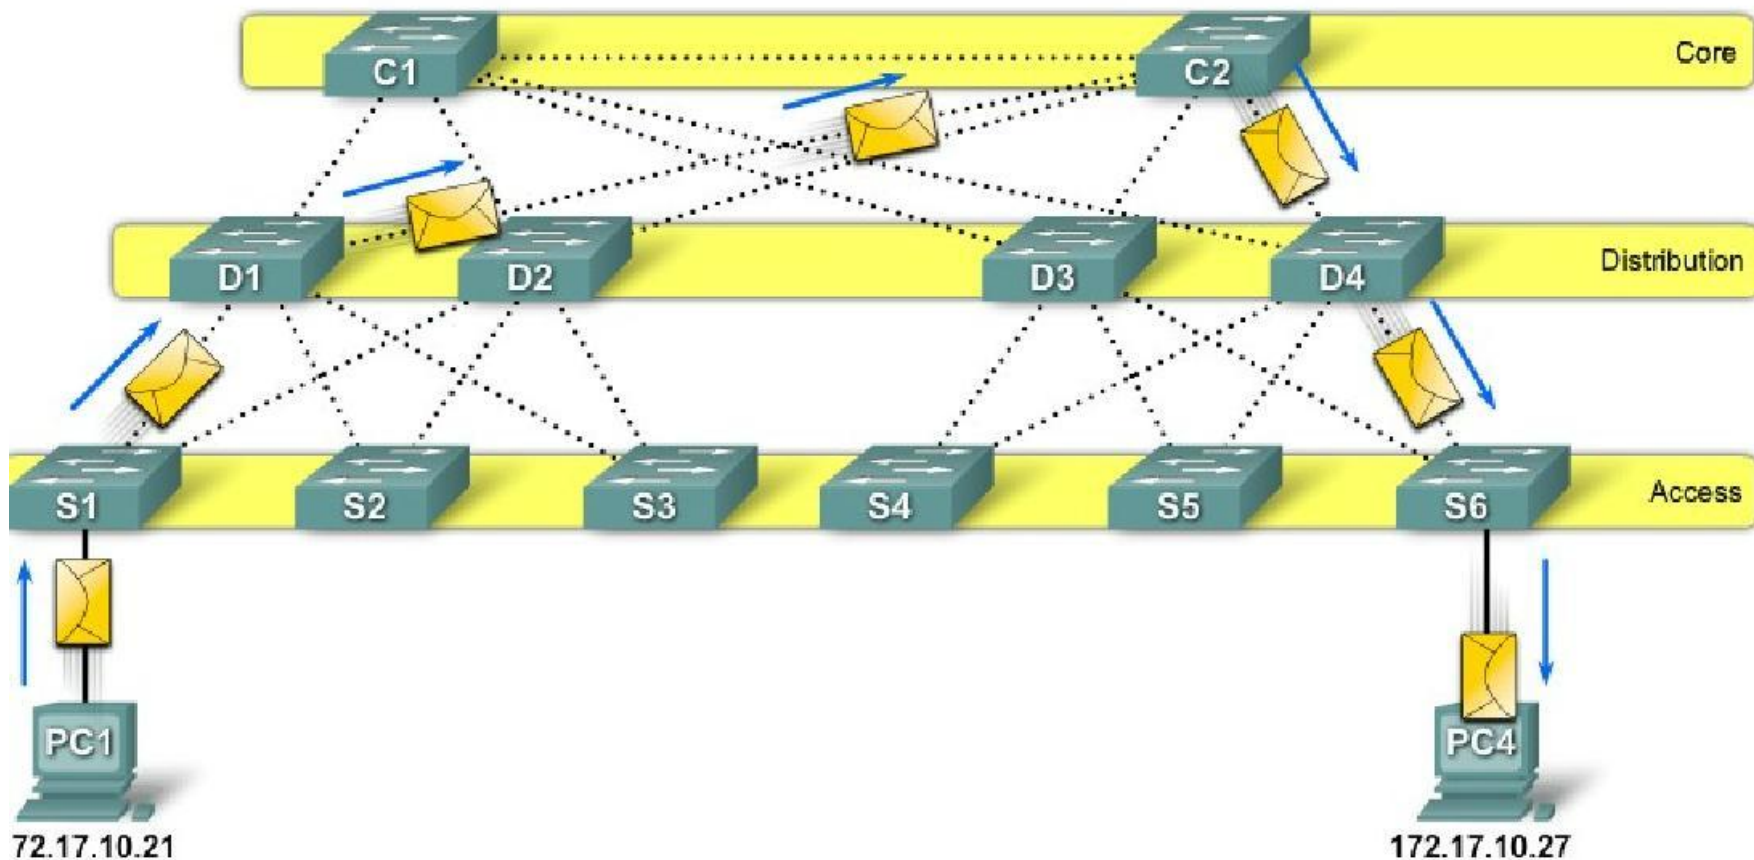 C1
C2
Core
D1
D2
D3
D4
Distribution
S1
S2
S3
S4
S5
S6
Access
PC1
PC4
72.17.10.21
172.17.10.27